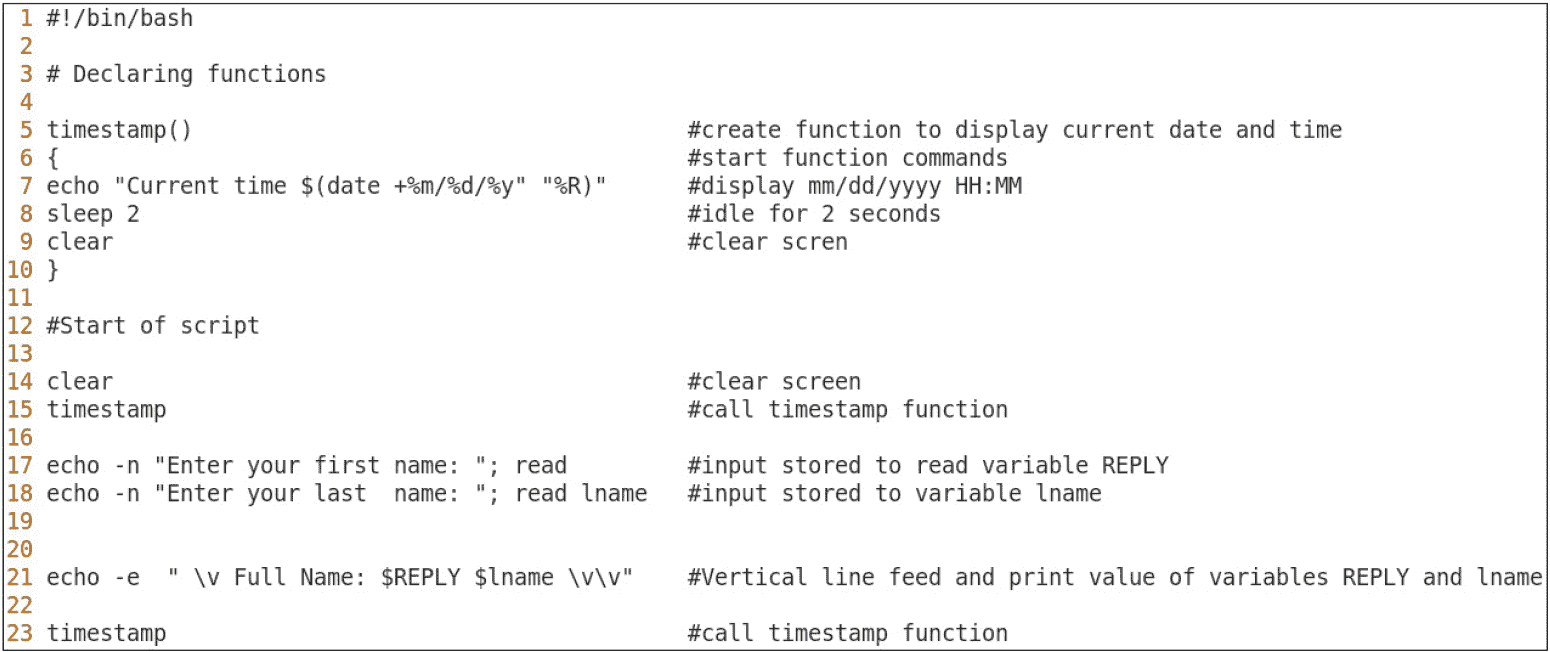 1 #!/bin/bash
2
3 # Declaring functions
4
5 timestamp() #create function to display current date and time
6 { #start function commands
7 echo "Current time $(date +%m/%d/%y" "%R)" #display mm/dd/yyyy HH:MM
8 sleep 2 #idle for 2 seconds
9 clear #clear scren
10 }
11
12 #Start of script
13
14 clear #clear screen
15 timestamp #call timestamp function
16
17 echo -n "Enter your first name: "; read #input stored to read variable REPLY
18 echo -n "Enter your last  name: "; read lname #input stored to variable lname
19
20
21 echo -e  " \v Full Name: $REPLY $lname \v\v" #Vertical line feed and print value of variables REPLY and lname
22
23 timestamp #call timestamp function